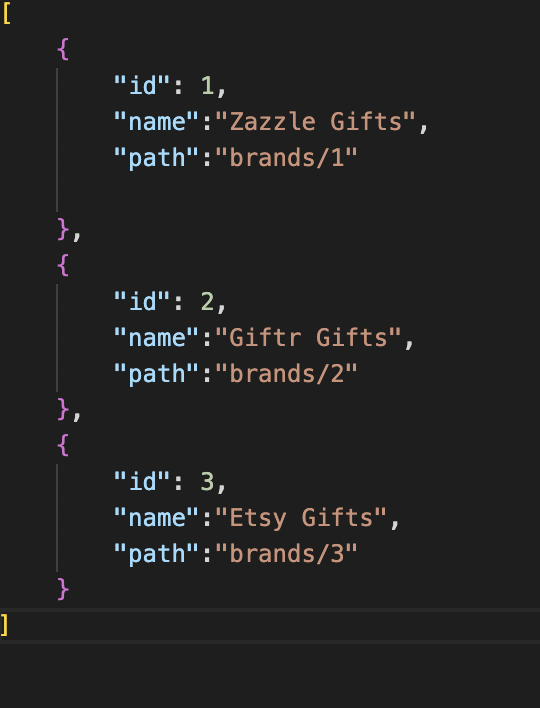 [
    {
        "id": 1,
        "name":"Zazzle Gifts",
        "path":"brands/1"

    },
    {
        "id": 2,
        "name":"Giftr Gifts",
        "path":"brands/2"
    },
    {
        "id": 3,
        "name":"Etsy Gifts",
        "path":"brands/3"
    }
]